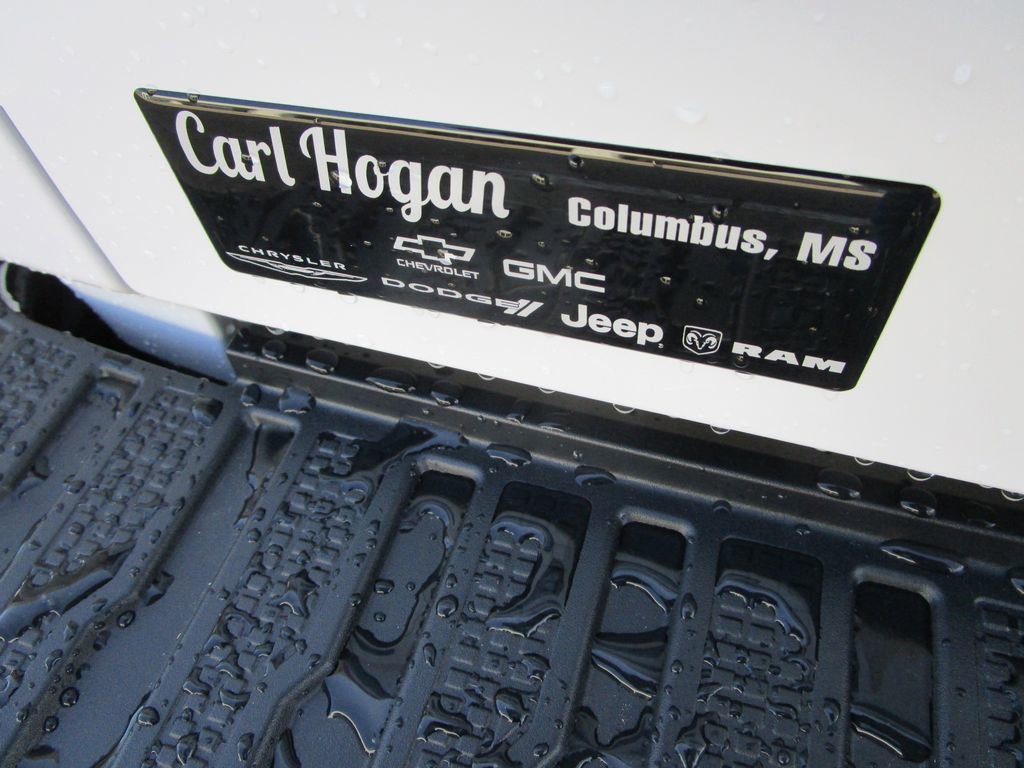 Carl Hogan
Columbus, MS
CHRYSLER
CHEVROLET
GMC
DODGE
Jeep
RAM